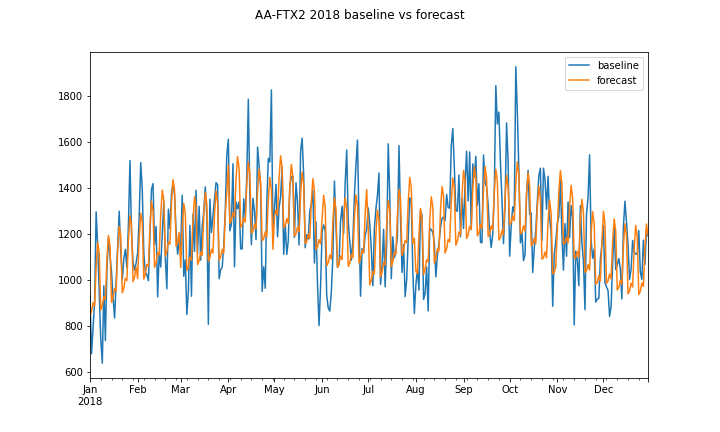 AA-FTX2 2018 baseline vs forecast
baseline
forecast
1800
1600
1400
1200
1000
800
600
Jan Feb Mar Apr May Jun Jul Aug Sep Oct Nov Dec
2018